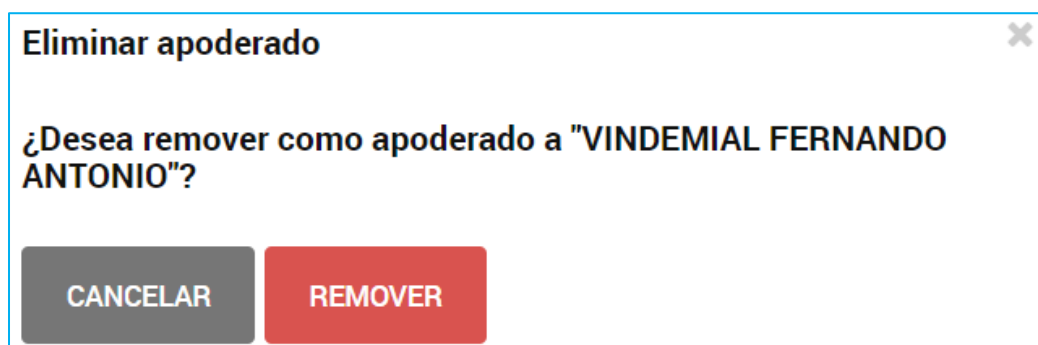 Eliminar apoderado
¿Desea remover como apoderado a "VINDEMIAL FERNANDO
ANTONIO"?
CANCELAR REMOVER